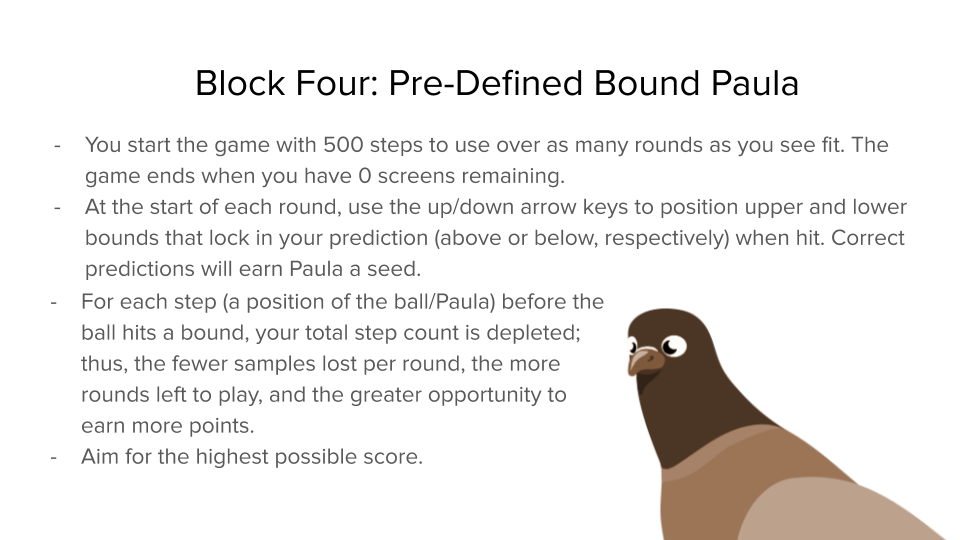 Block Four: Pre-Defined Bound Paula
- You start the game with 500 steps to use over as many rounds as you see fit. The
game ends when you have 0 screens remaining.
- At the start of each round, use the up/down arrow keys to position upper and lower
bounds that lock in your prediction (above or below, respectively) when hit. Correct
predictions will earn Paula a seed.
- For each step (a position of the ball/Paula) before the
ball hits a bound, your total step count is depleted;
thus, the fewer samples lost per round, the more
rounds left to play, and the greater opportunity to
earn more points.
- Aim for the highest possible score.